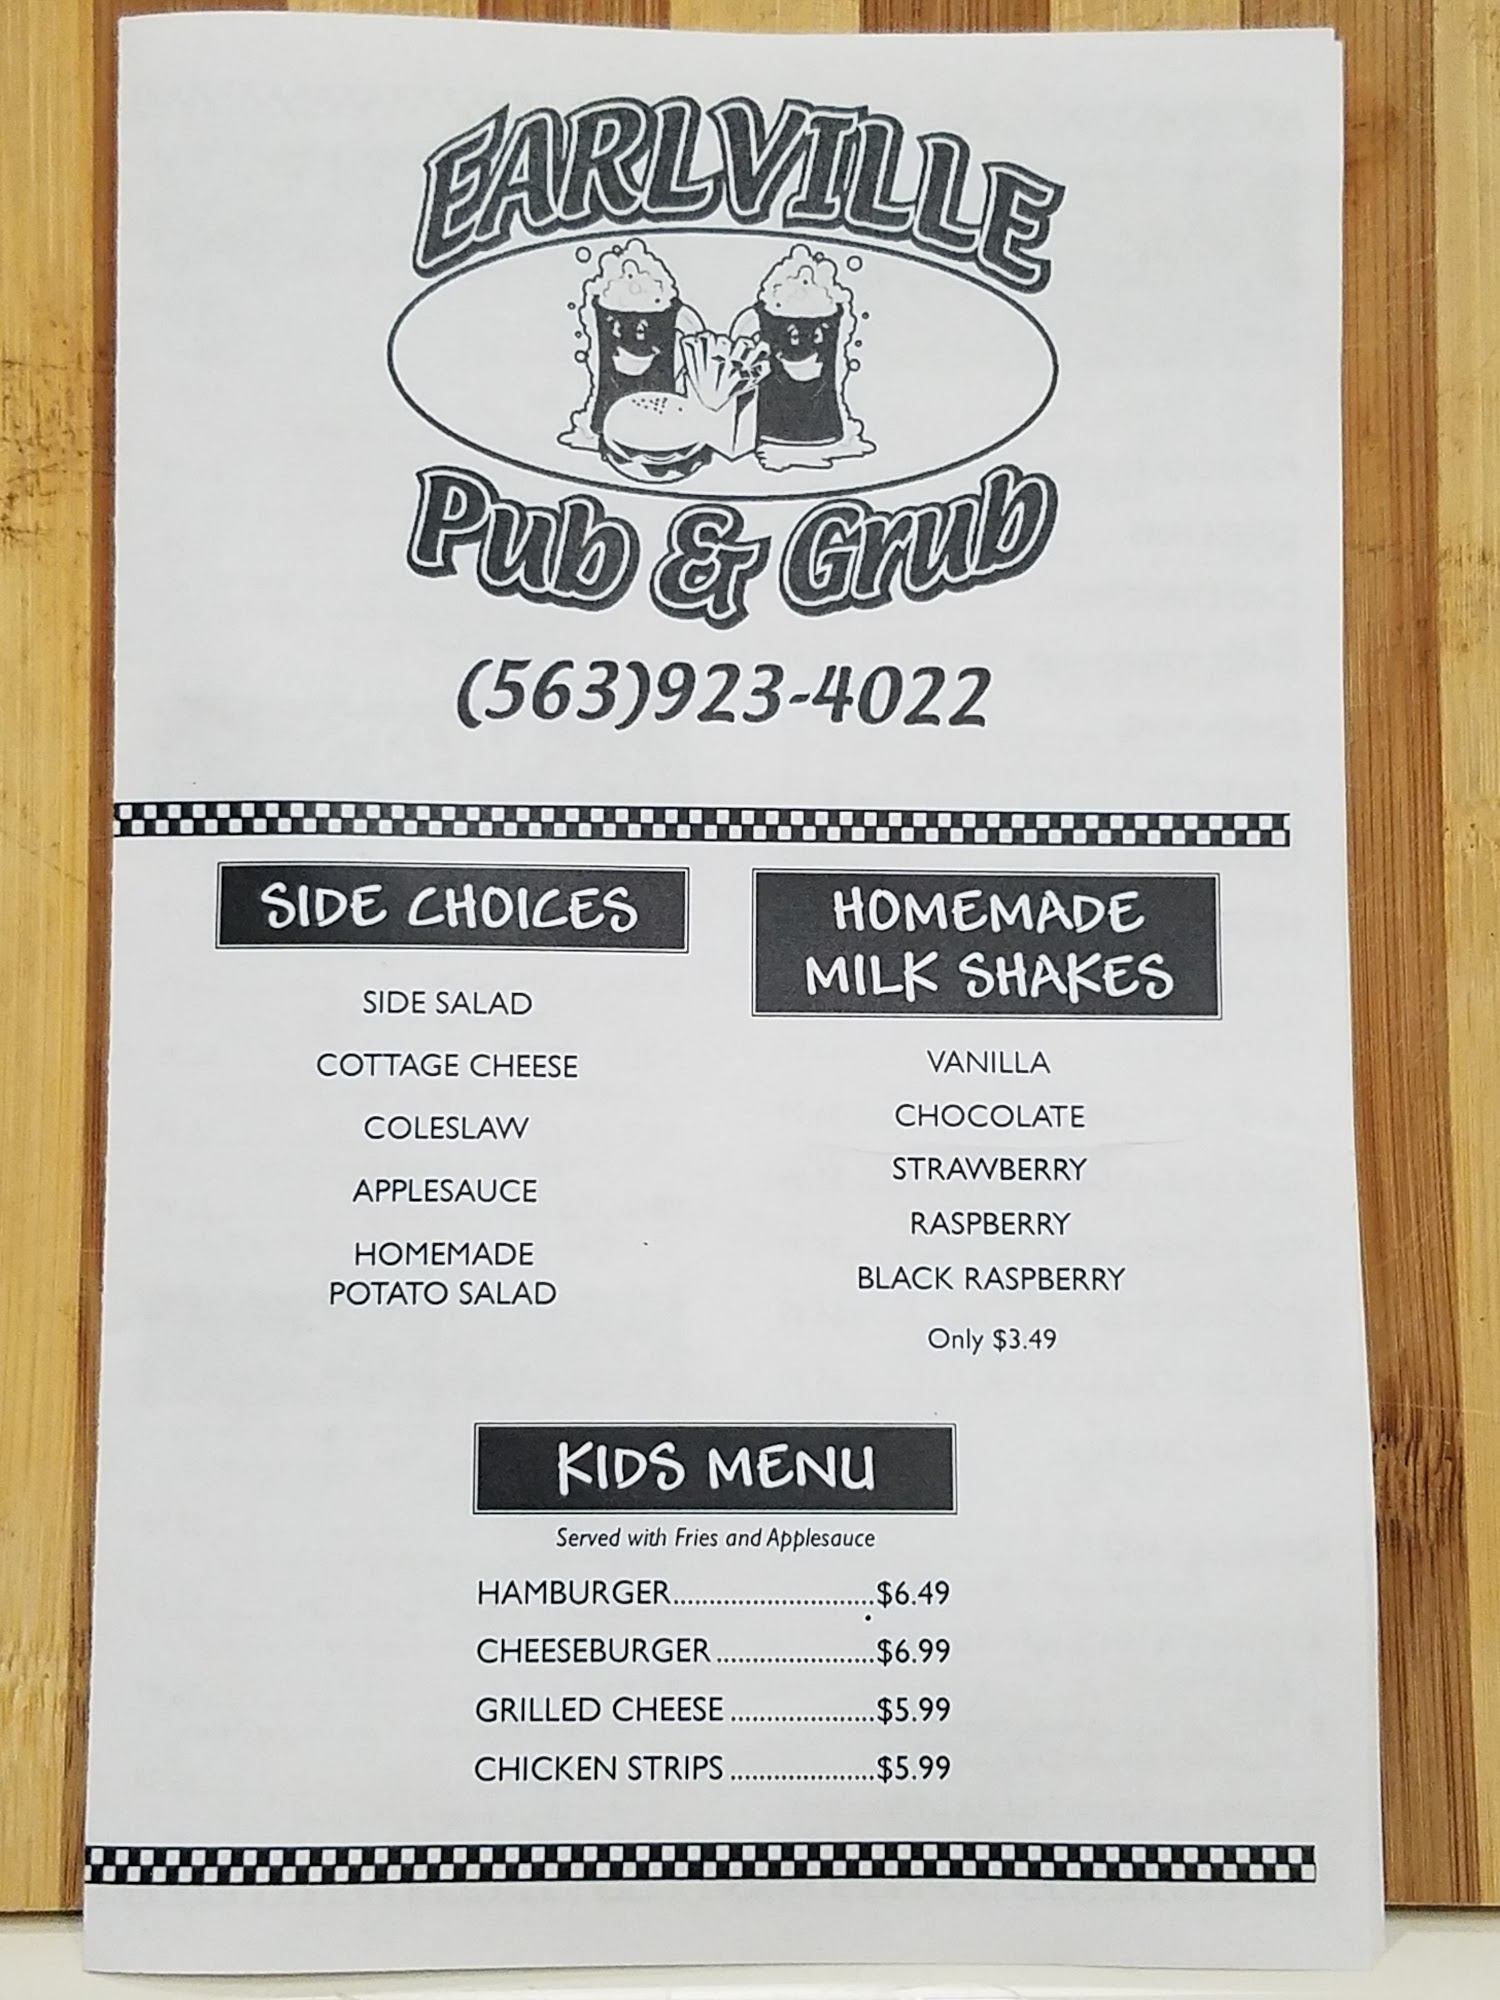 EARLVILLE
Pub & Grub
(563)923-4022
SIDE CHOICES
SIDE SALAD
COTTAGE CHEESE
COLESLAW
APPLESAUCE
HOMEMADE
POTATO SALAD
HOMEMADE
MILK SHAKES
VANILLA
CHOCOLATE
STRAWBERRY
RASPBERRY
BLACK RASPBERRY
Only $3.49
KIDS MENU
Served with Fries and Applesauce
HAMBURGER............................$6.49
CHEESEBURGER......................$6.99
GRILLED CHEESE....................$5.99
CHICKEN STRIPS....................$5.99